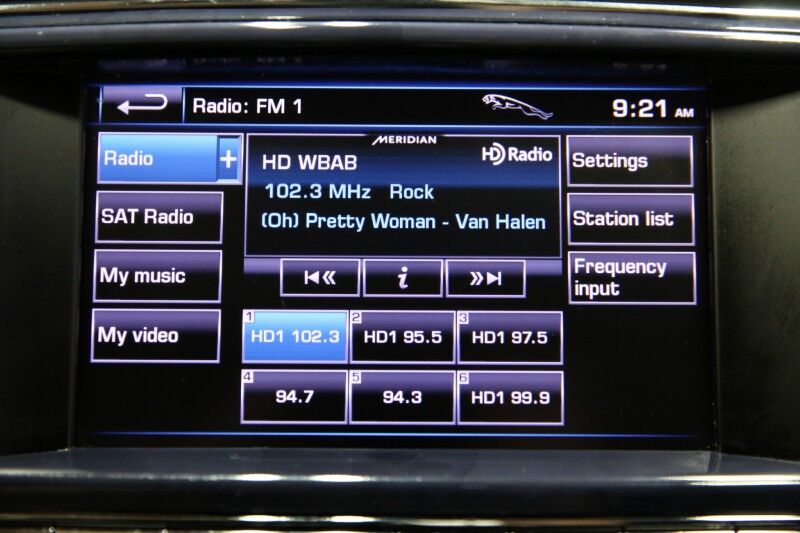 Radio: FM 1
9:21 AM
Radio +
SAT Radio
My music
My video
MERIDIAN
HD Radio
HD WBAB
102.3 MHz Rock
(Oh) Pretty Woman - Van Halen
i
Settings
Station list
Frequency
input
1 HD1 102.3
2 HD1 95.5
3 HD1 97.5
4 94.7
5 94.3
6 HD1 99.9